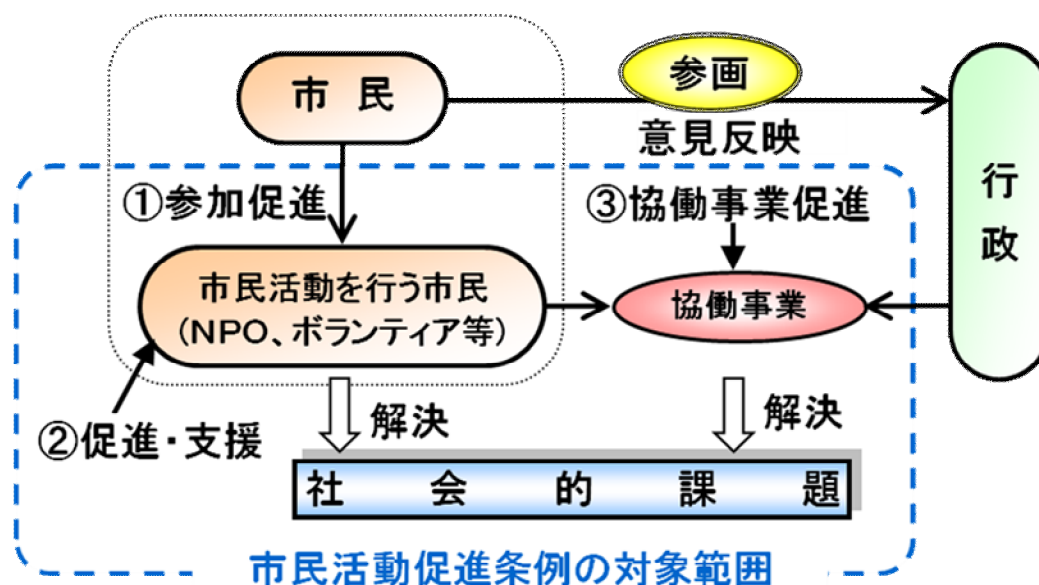 市民
参画
意見反映
行政
①参加促進
③協働事業促進
市民活動を行う市民
(NPO、ボランティア等)
協働事業
②促進・支援
解決
解決
社会的課題
市民活動促進条例の対象範囲